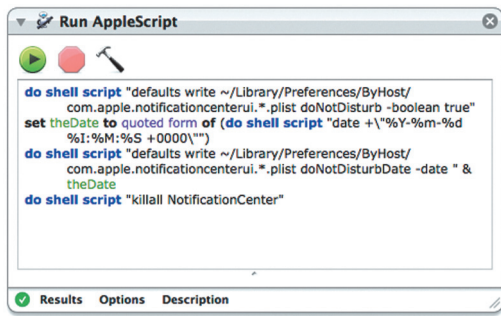 Run AppleScript
do shell script "defaults write ~/Library/Preferences/ByHost/
com.apple.notificationcenterui.*.plist doNotDisturb -boolean true"
set theDate to quoted form of (do shell script "date +\"%Y-%m-%d
%I:%M:%S +0000\"")
do shell script "defaults write ~/Library/Preferences/ByHost/
com.apple.notificationcenterui.*.plist doNotDisturbDate -date " &
theDate
do shell script "killall NotificationCenter"
Results Options Description